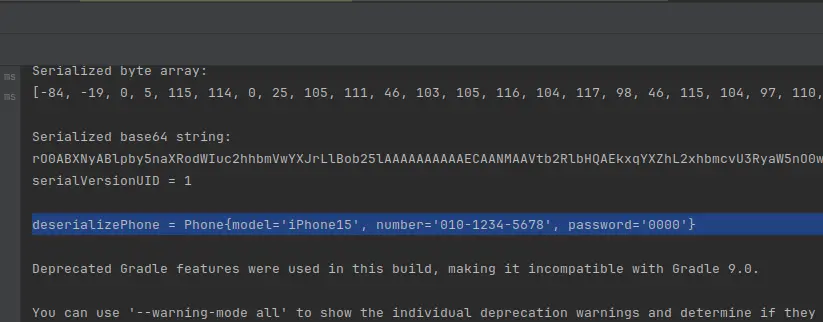 ms
ms
Serialized byte array:
[-84, -19, 0, 5, 115, 114, 0, 25, 105, 111, 46, 103, 105, 116, 104, 117, 98, 46, 115, 104, 97, 110,
Serialized base64 string:
rO0ABXNyABlpby5naXRodWIuc2hhbmVwYXJrLlBob25lAAAAAAAAAAECAANMAAVtb2RlbHQAEkxqYXZhL2xhbmcvU3RyaW5nO0w
serialVersionUID = 1
deserializePhone = Phone{model='iPhone15', number='010-1234-5678', password='0000'}
Deprecated Gradle features were used in this build, making it incompatible with Gradle 9.0.
You can use '--warning-mode all' to show the individual deprecation warnings and determine if they